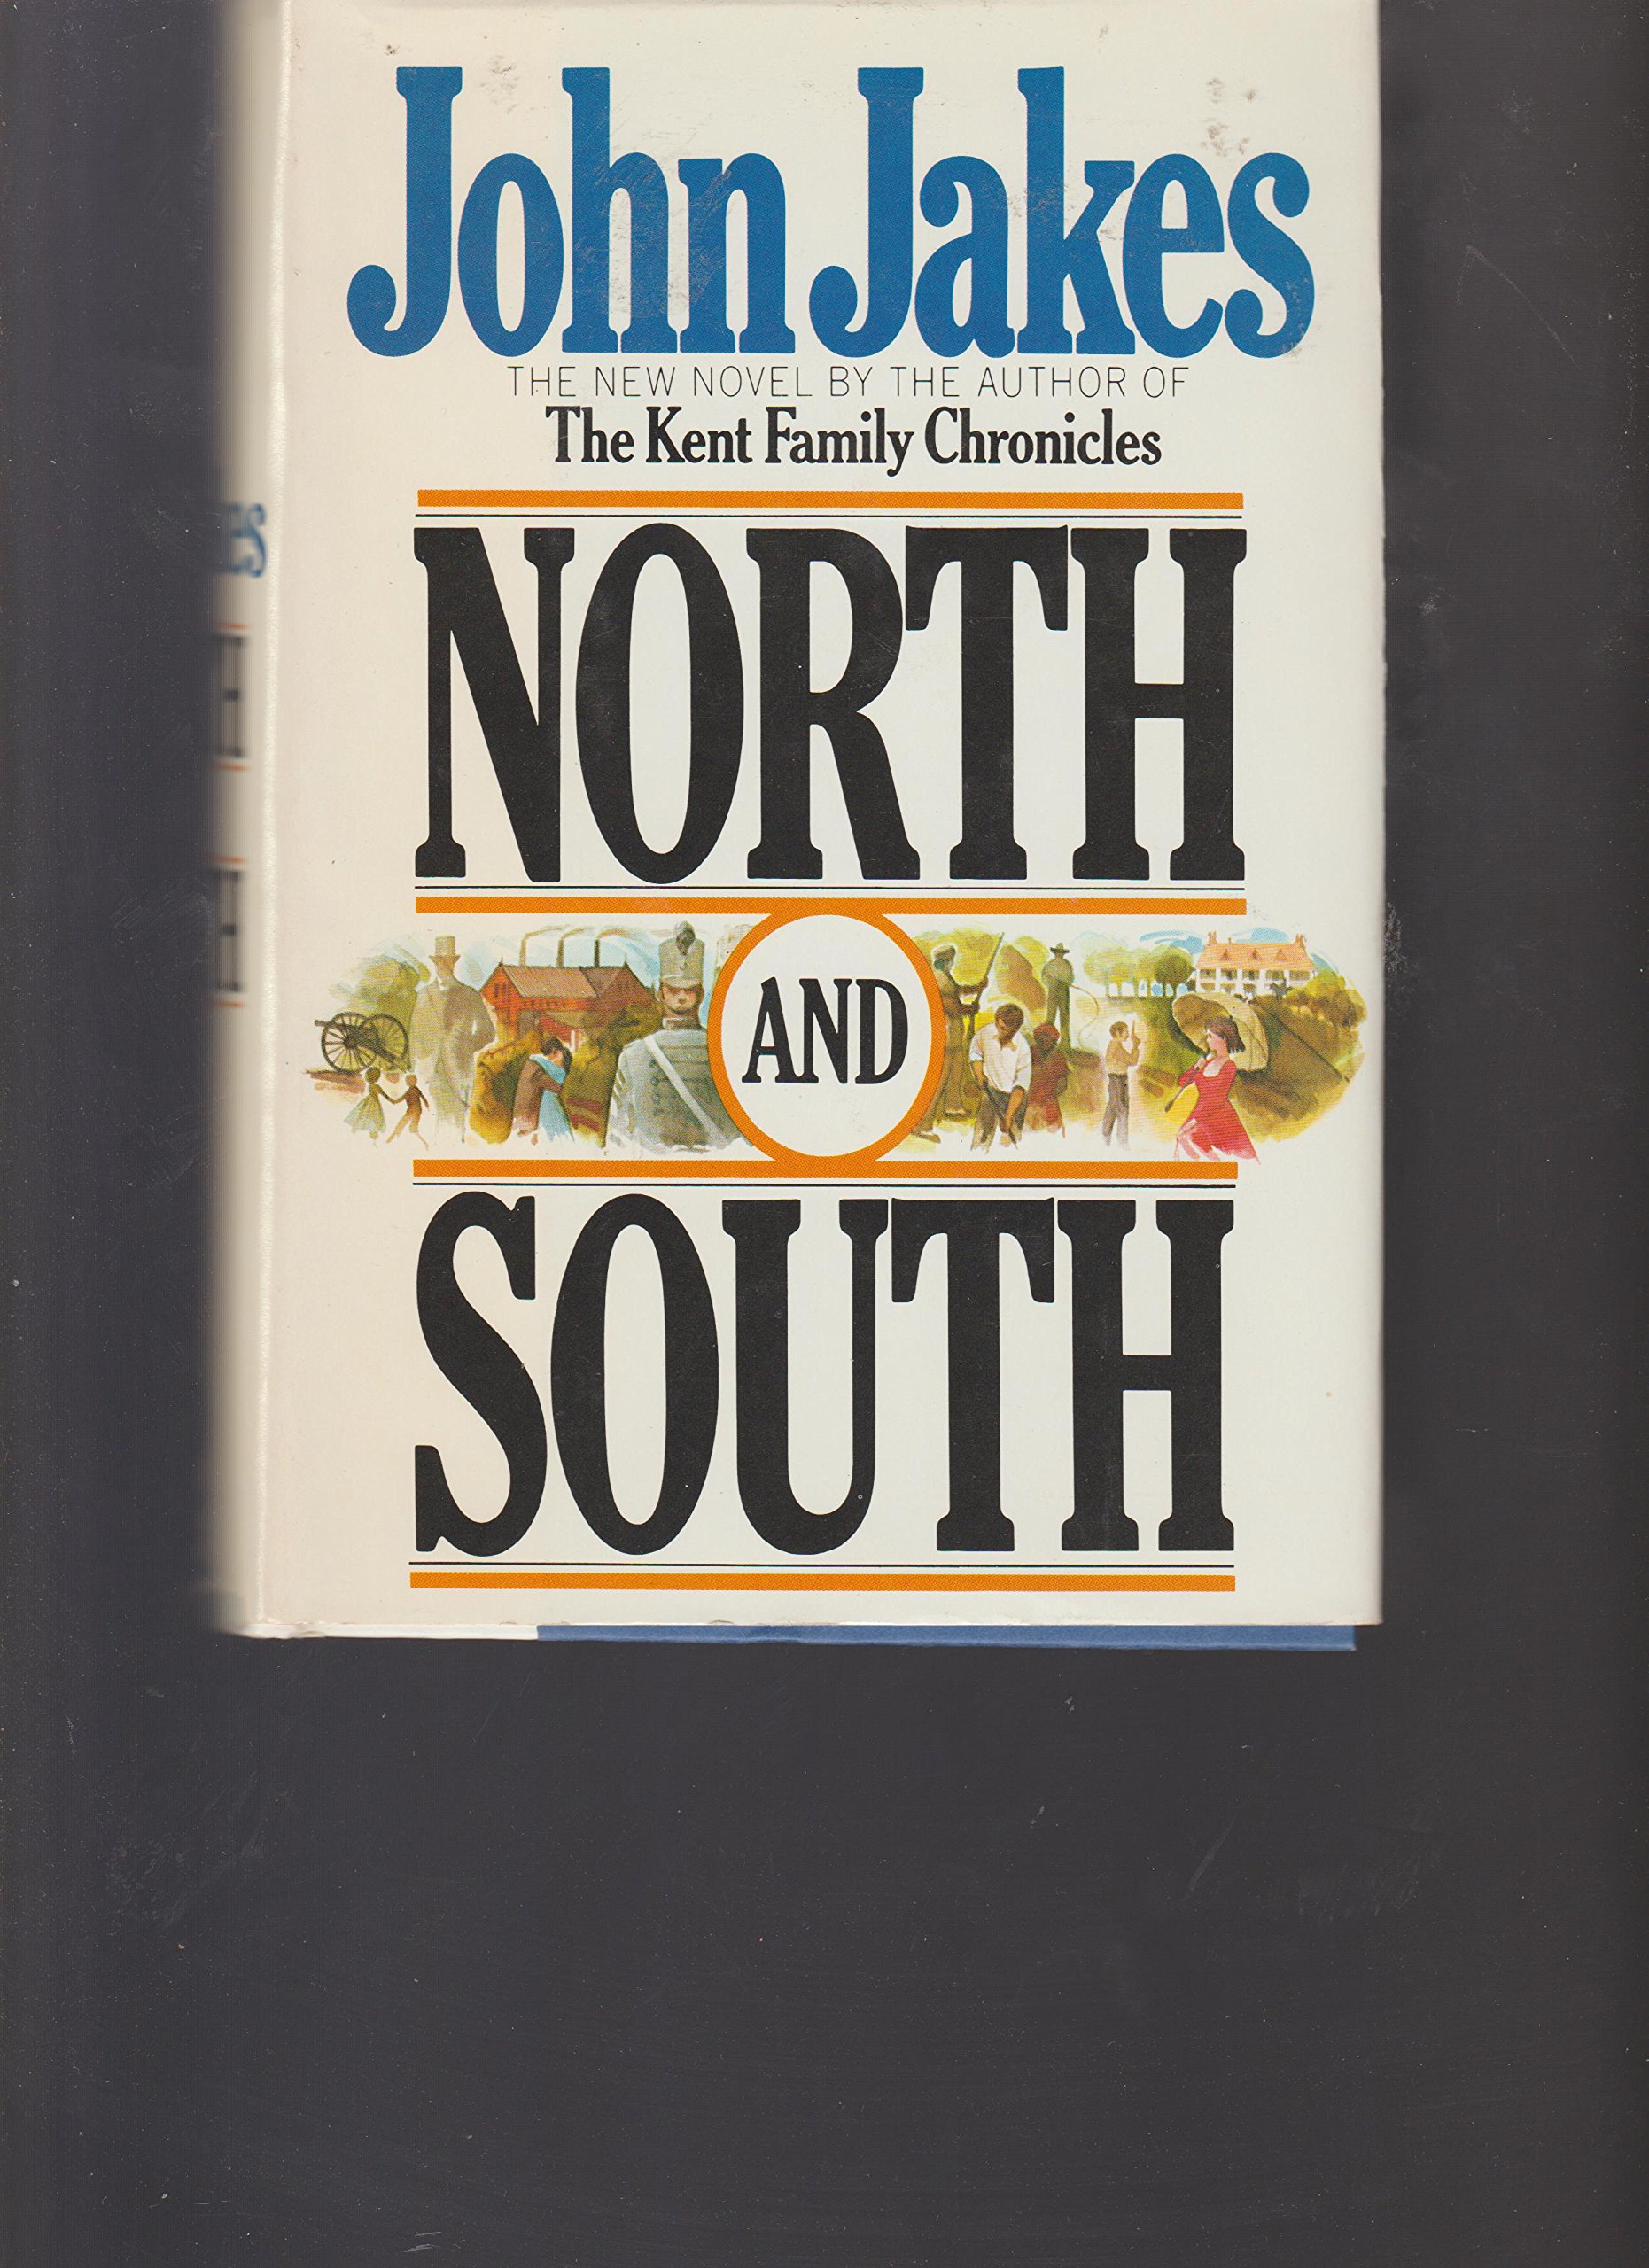 John Jakes
THE NEW NOVEL BY THE AUTHOR OF
The Kent Family Chronicles
NORTH
AND
SOUTH